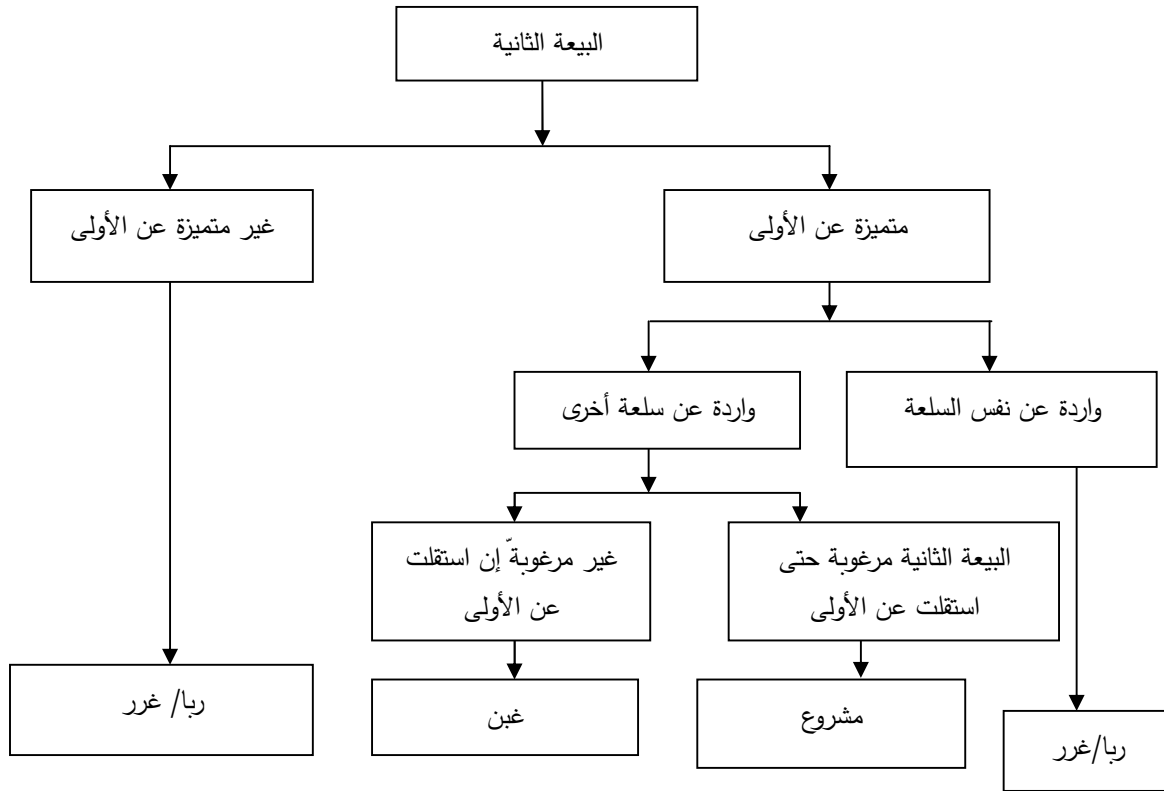 البيعة الثانية
متميزة عن الأولى
غير متميزة عن الأولى
واردة عن نفس السلعة
واردة عن سلعة أخرى
البيعة الثانية مرغوبة حتى
استقلت عن الأولى
غير مرغوبةّ إن استقلت
عن الأولى
ربا/غرر
مشروع
غبن
ربا/ غرر